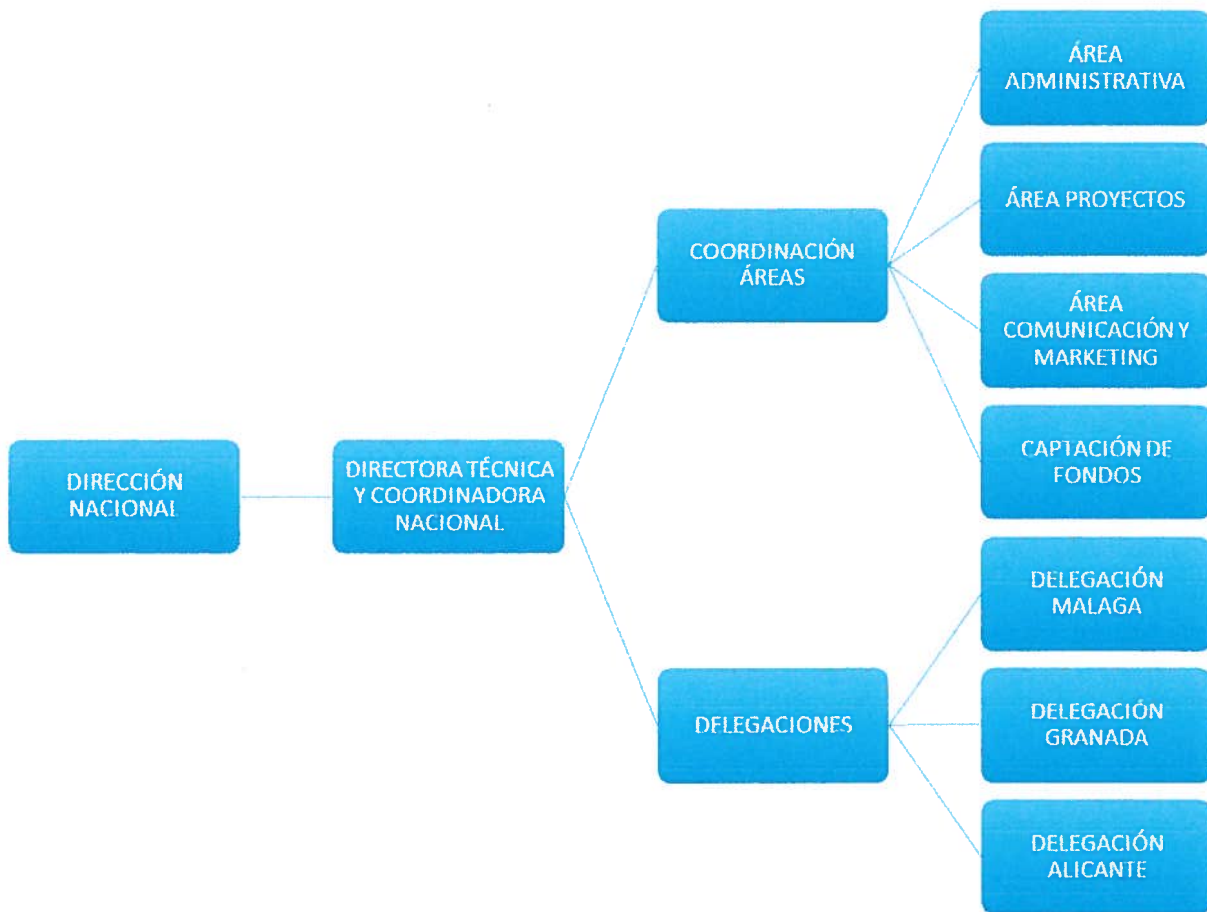 DIRECCIÓN
NACIONAL
DIRECTORA TÉCNICA
Y COORDINADORA
NACIONAL
COORDINACIÓN
ÁREAS
ÁREA
ADMINISTRATIVA
ÁREA PROYECTOS
ÁREA
COMUNICACIÓN Y
MARKETING
CAPTACIÓN DE
FONDOS
DELEGACIONES
DELEGACIÓN
MALAGA
DELEGACIÓN
GRANADA
DELEGACIÓN
ALICANTE